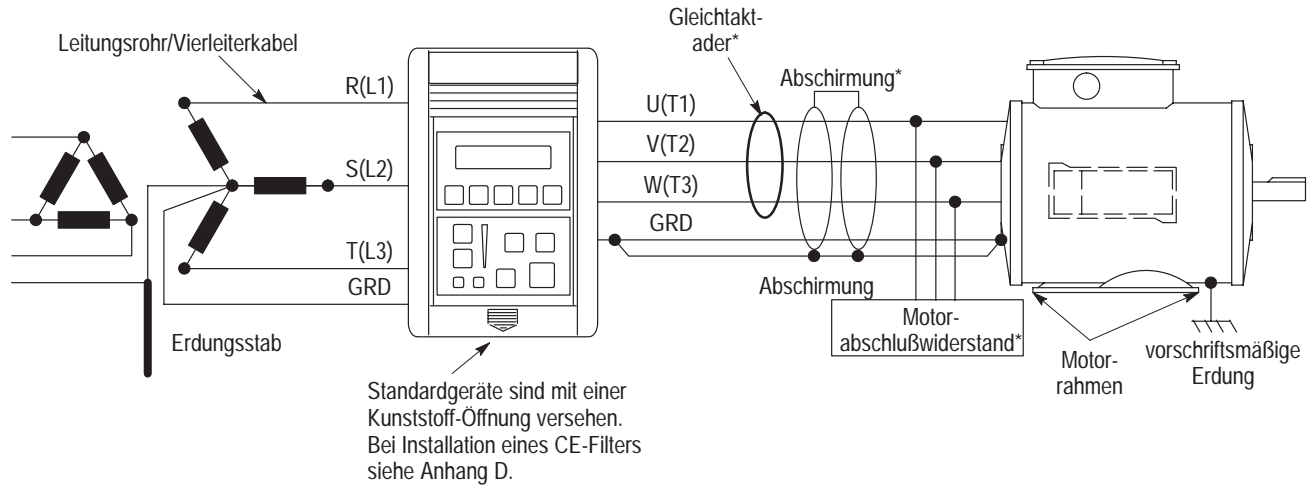 Gleichtakt-
ader*
Leitungsrohr/Vierleiterkabel
Abschirmung*
R(L1)
U(T1)
V(T2)
S(L2)
W(T3)
GRD
T(L3)
GRD
Abschirmung
Erdungsstab
Motor-
abschlußwiderstand*
Motor-
rahmen
vorschriftsmäßige
Erdung
Standardgeräte sind mit einer
Kunststoff-Öffnung versehen.
Bei Installation eines CE-Filters
siehe Anhang D.